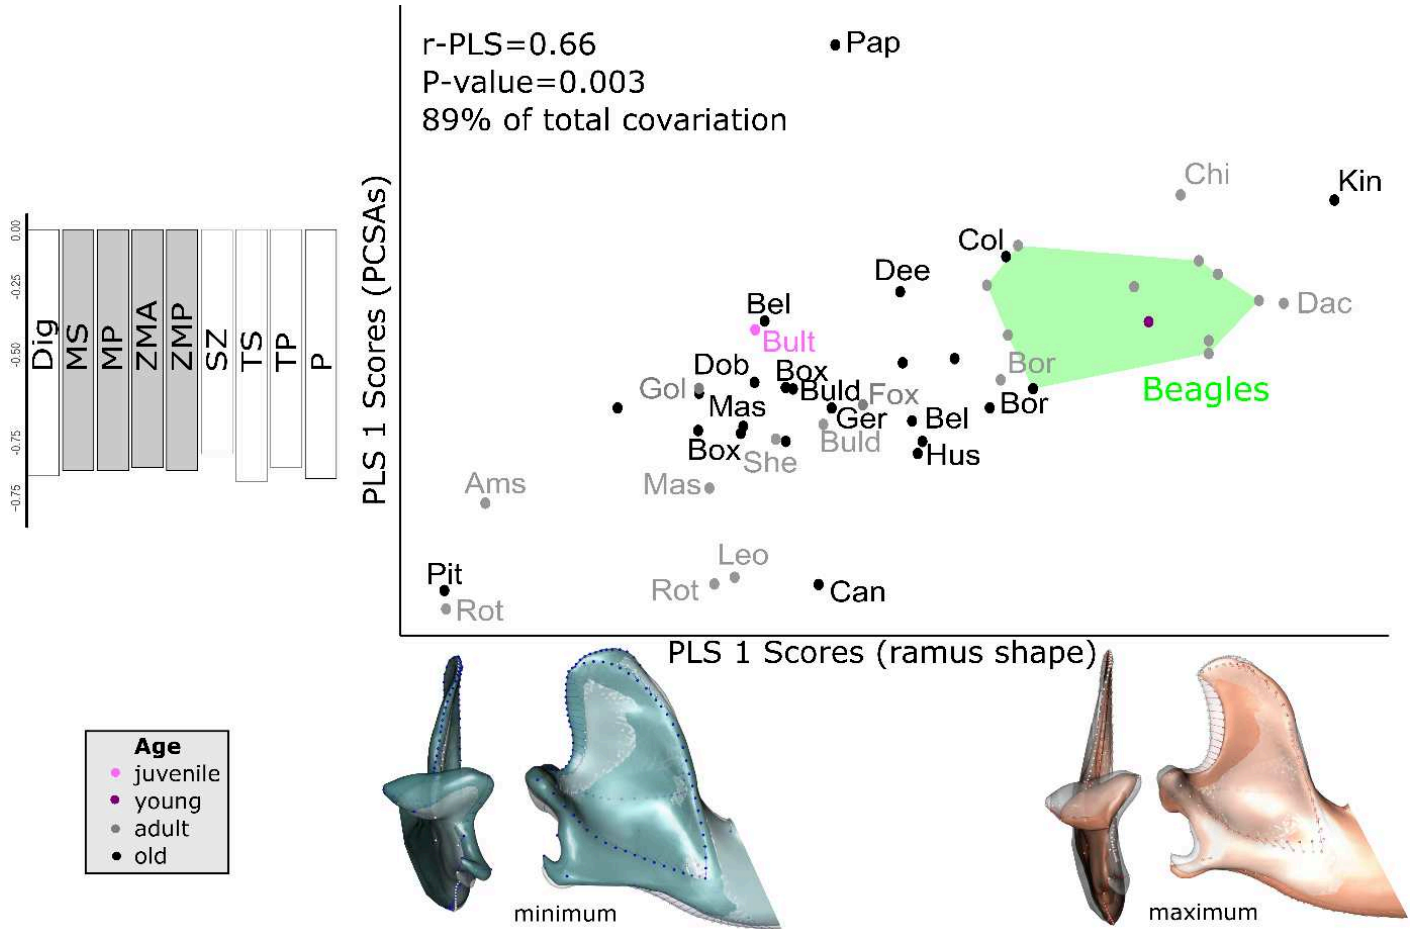 r-PLS=0.66
P-value=0.003
89% of total covariation
Pap
Chi
Kin
Col
Dee
Dac
Bel
Bult
Beagles
Dob
Box
Bor
Gol
Buld
Fox
Mas
Ger
Bel
Bor
Box
She
Buld
Hus
Ams
Mas
Leo
Pit
Rot
Rot
Can
PLS 1 Scores (PCSAs)
PLS 1 Scores (ramus shape)
0.00
-0.25
-0.50
-0.75
-0.75
Dig
MS
MP
ZMA
ZMP
SZ
TS
TP
P
Age
juvenile
young
adult
old
minimum
maximum